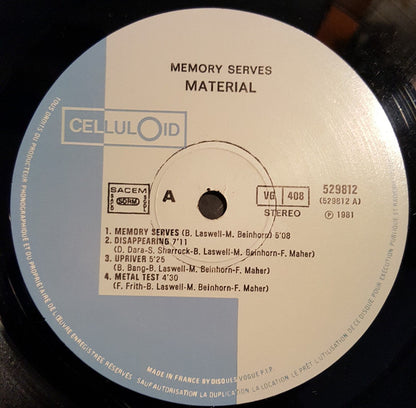 MEMORY SERVES
MATERIAL
CELLULOID
SACEM
SDRM
A
VG 408
529812
(529812 A)
STEREO
℗ 1981
1. MEMORY SERVES (B. Laswell-M. Beinhorn) 5'08
2. DISAPPEARING 7'11
O. Dara-S. Sharrock-B. Laswell-M. Beinhorn-F. Maher)
3. UPRIVER 5'25
(B. Bang-B. Laswell-M. Beinhorn-F. Maher)
4. METAL TEST 4'30
(F. Frith-B. Laswell-M. Beinhorn-F. Maher)
MADE IN FRANCE BY DISQUES VOGUE P.I.P.
TOUS DROITS DU PRODUCTEUR PHONOGRAPHIQUE ET DU PROPRIETAIRE DE L'ŒUVRE ENREGISTREE RÉSERVÉS. SAUF AUTORISATION LA DUPLICATION LA LOCATION LE PRET, L'UTILISATION DE CE DISQUE POUR EXECUTION PUBLIQUE ET